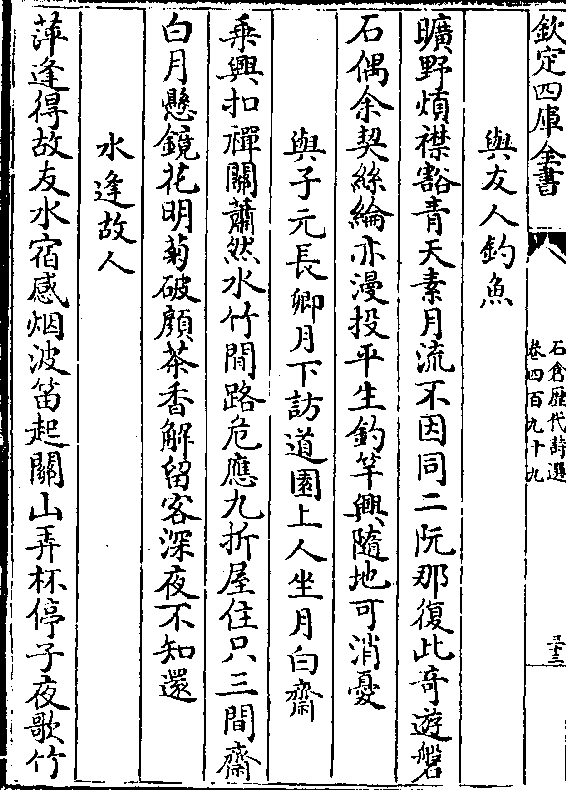 欽定四庫全書
石倉歷代詩選
卷四百九十九
三十三
與友人釣魚
曠野煩襟豁青天素月流不因同二阮那復此奇遊磐
石偶余契絲綸亦漫投平生釣竿興隨地可消憂
與子元長卿月下訪道園上人坐月白齋
乗興扣禪關蕭然水竹間路危應九折屋住只三間齋
白月懸鏡花明菊破顔茶香解留客深夜不知還
水逢故人
萍逢得故友水宿感烟波笛起關山弄杯停子夜歌竹